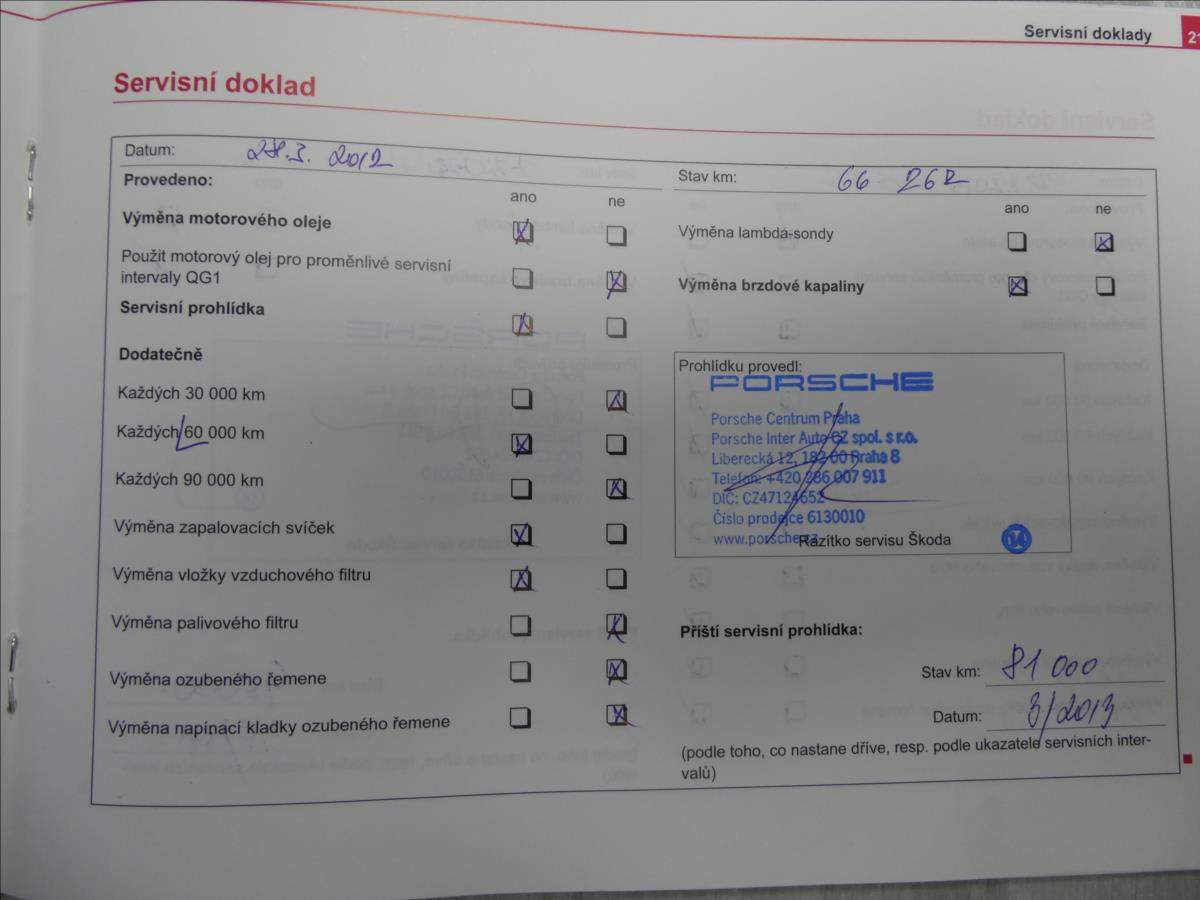 Servisní doklady
21
Servisní doklad
Datum: 28.3. 2012
Provedeno:
ano ne
Výměna motorového oleje
Použit motorový olej pro proměnlivé servisní
intervaly QG1
Servisní prohlídka
Dodatečně
Každých 30 000 km
Každých 60 000 km
Každých 90 000 km
Výměna zapalovacích svíček
Výměna vložky vzduchového filtru
Výměna palivového filtru
Výměna ozubeného řemene
Výměna napínací kladky ozubeného řemene
Stav km: 66 262
ano ne
Výměna lambda-sondy
Výměna brzdové kapaliny
Prohlídku provedl:
PORSCHE
Porsche Centrum Praha
Porsche Inter Auto CZ spol. s r.o.
Liberecká 12, 182 00 Praha 8
Telefon: +420 286 007 911
DIČ: CZ47124652
Číslo prodejce 6130010
www.porsche.cz
Razítko servisu Škoda
Příští servisní prohlídka:
Stav km: 81 000
Datum: 3/2013
(podle toho, co nastane dříve, resp. podle ukazatele servisních inter-
valů)